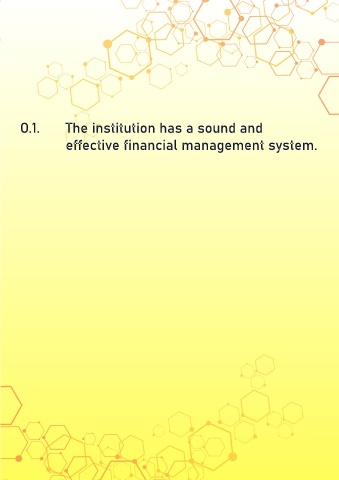 O.1. The institution has a sound and
effective financial management system.